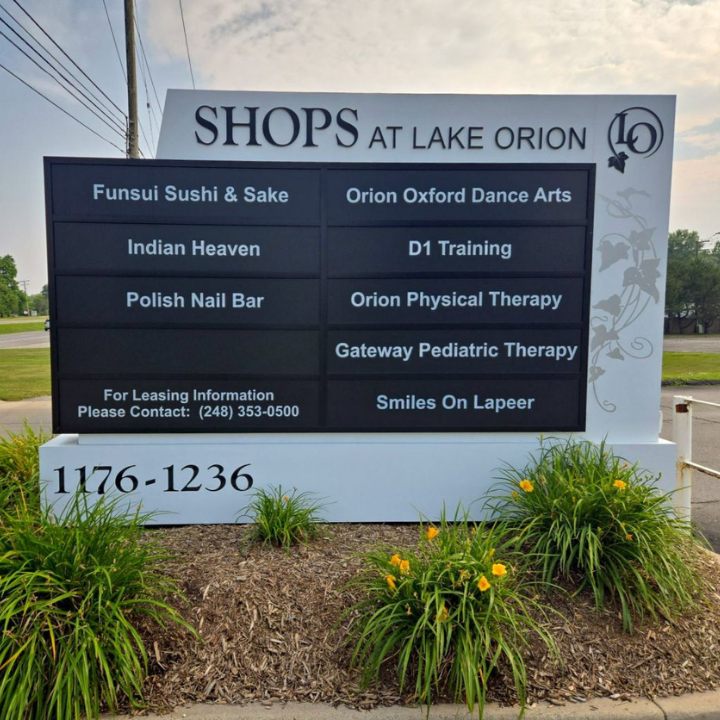 SHOPS AT LAKE ORION
LO
Funsui Sushi & Sake
Indian Heaven
Polish Nail Bar
For Leasing Information
Please Contact: (248) 353-0500
Orion Oxford Dance Arts
D1 Training
Orion Physical Therapy
Gateway Pediatric Therapy
Smiles On Lapeer
1176-1236